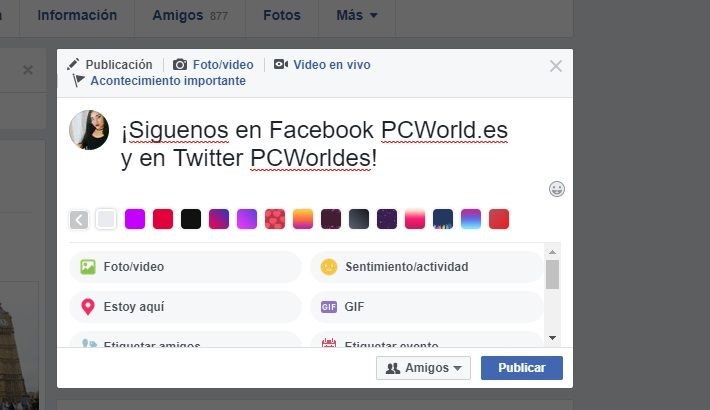 Información Amigos 877 Fotos Más
Publicación Foto/video Video en vivo
Acontecimiento importante
¡Siguenos en Facebook PCWorld.es
y en Twitter PCWorldes!
Foto/video Sentimiento/actividad
Estoy aquí GIF GIF
Etiquetar amigos Etiquetar evento
Amigos Publicar